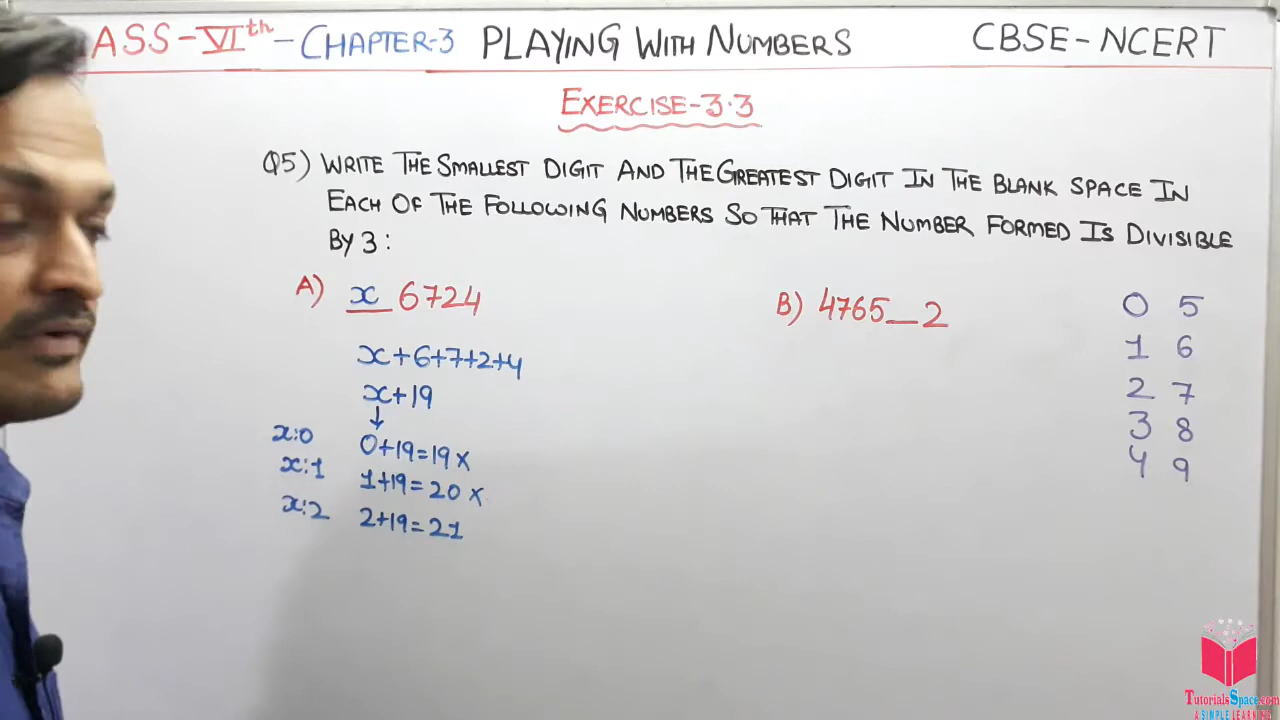 ASS-VIth-CHAPTER-3 PLAYING WITH NUMBERS CBSE-NCERT
EXERCISE-3.3
Q5) WRITE THE SMALLEST DIGIT AND THE GREATEST DIGIT IN THE BLANK SPACE IN
EACH OF THE FOLLOWING NUMBERS SO THAT THE NUMBER FORMED IS DIVISIBLE
BY 3:
A) x 6724
x+6+7+2+4
x+19
↓
x:0 0+19=19 x
x:1 1+19=20 x
x:2 2+19=21
B) 4765_2
0 5
1 6
2 7
3 8
4 9
TutorialsSpace.com
A SIMPLE LEARNING